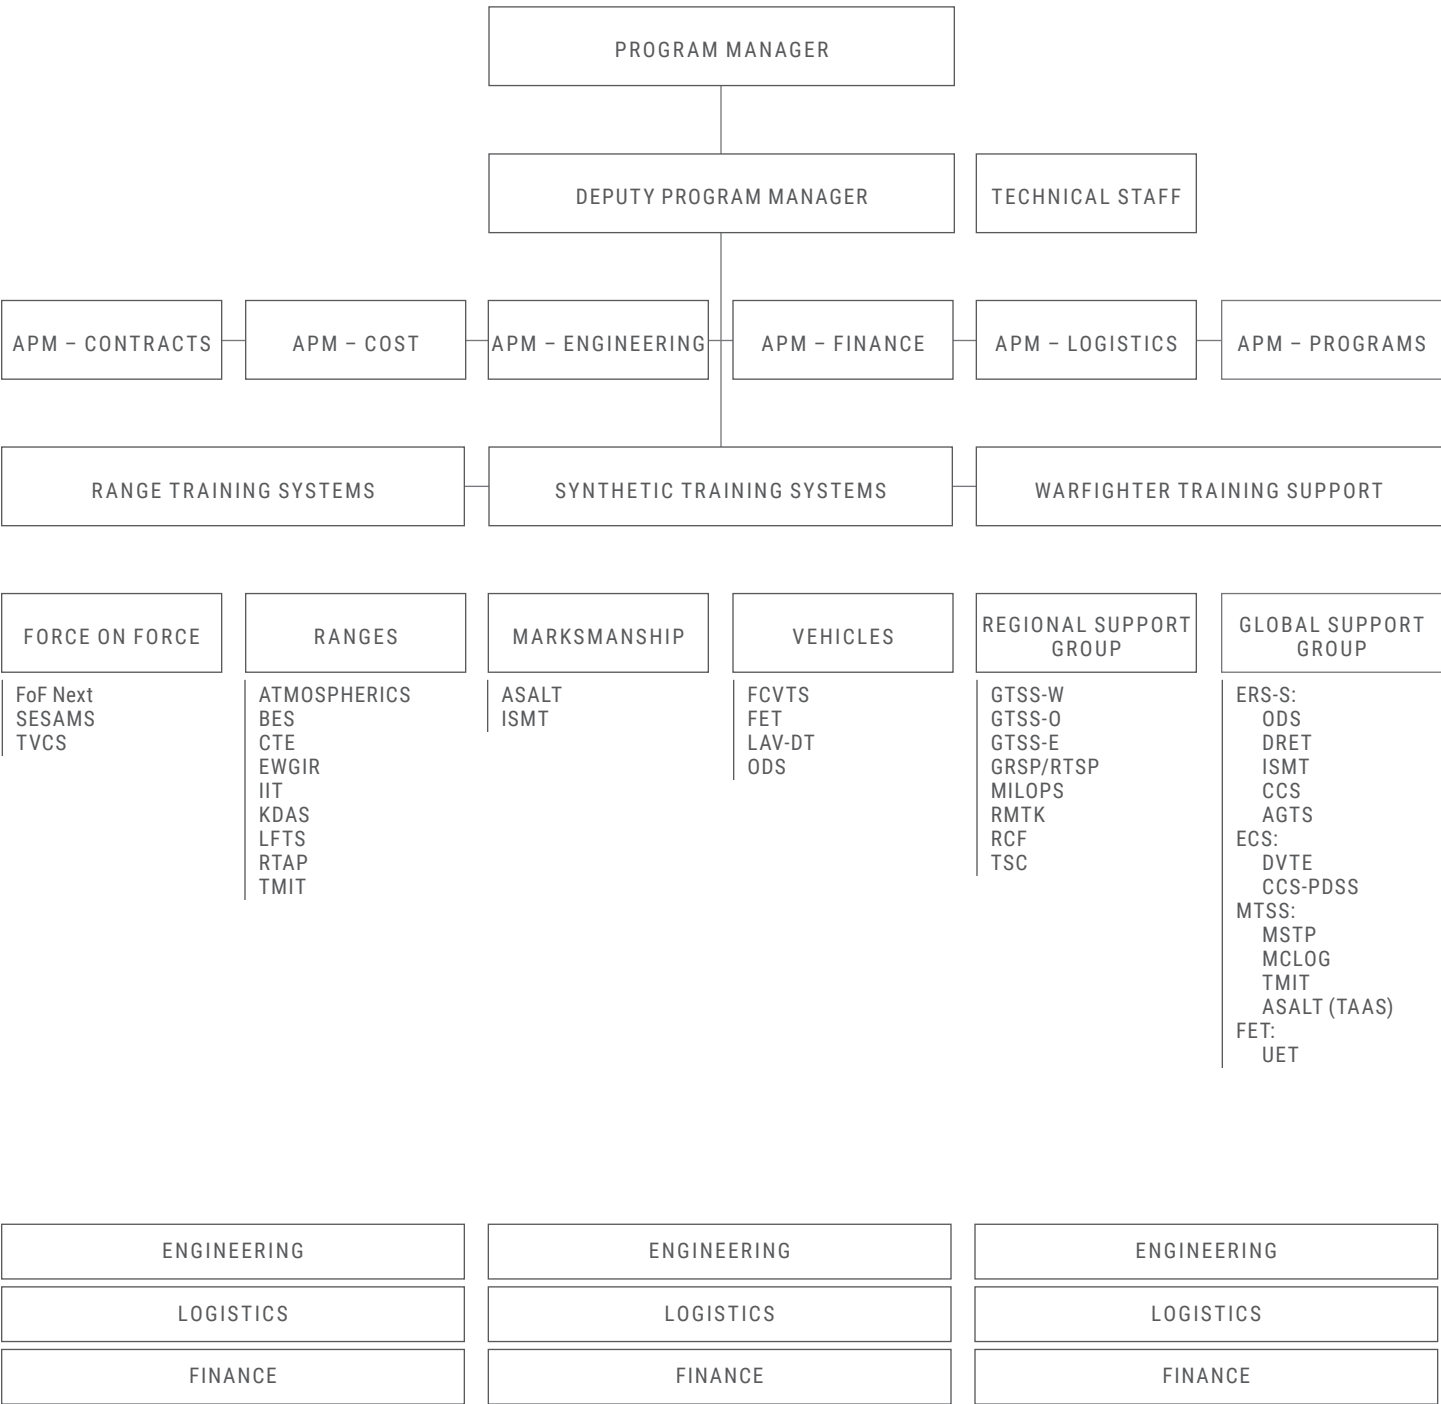 PROGRAM MANAGER
DEPUTY PROGRAM MANAGER
TECHNICAL STAFF
APM – CONTRACTS
APM – COST
APM – ENGINEERING
APM – FINANCE
APM – LOGISTICS
APM – PROGRAMS
RANGE TRAINING SYSTEMS
SYNTHETIC TRAINING SYSTEMS
WARFIGHTER TRAINING SUPPORT
FORCE ON FORCE
FoF Next
SESAMS
TVCS
RANGES
ATMOSPHERICS
BES
CTE
EWGIR
IIT
KDAS
LFTS
RTAP
TMIT
MARKSMANSHIP
ASALT
ISMT
VEHICLES
FCVTS
FET
LAV-DT
ODS
REGIONAL SUPPORT
GROUP
GTSS-W
GTSS-O
GTSS-E
GRSP/RTSP
MILOPS
RMTK
RCF
TSC
GLOBAL SUPPORT
GROUP
ERS-S:
ODS
DRET
ISMT
CCS
AGTS
ECS:
DVTE
CCS-PDSS
MTSS:
MSTP
MCLOG
TMIT
ASALT (TAAS)
FET:
UET
ENGINEERING
LOGISTICS
FINANCE
ENGINEERING
LOGISTICS
FINANCE
ENGINEERING
LOGISTICS
FINANCE